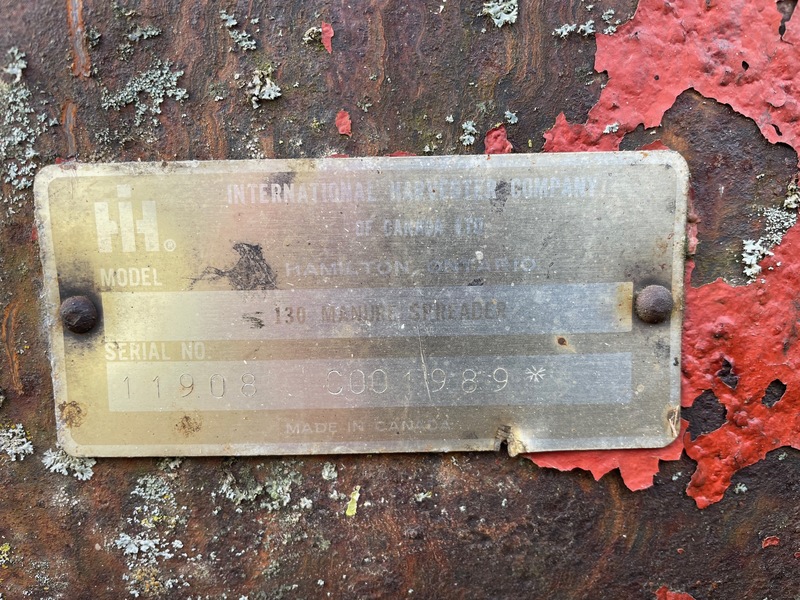 INTERNATIONAL HARVESTER COMPANY
OF CANADA LTD.
IH ®
HAMILTON, ONTARIO
MODEL
130 MANURE SPREADER
SERIAL NO.
11908 C001989*
MADE IN CANADA